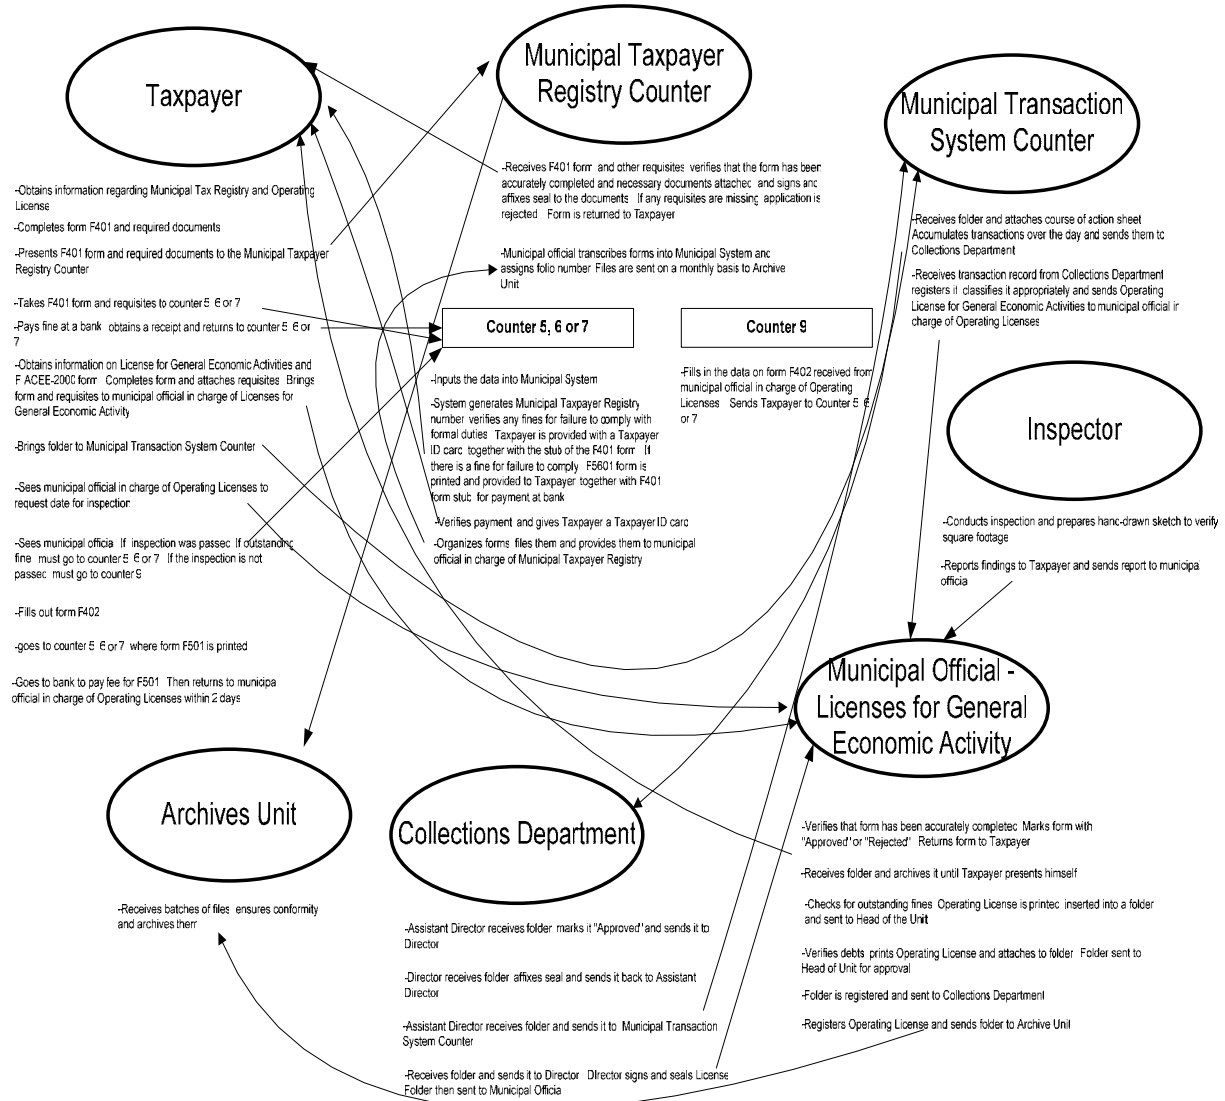 Taxpayer
-Obtains information regarding Municipal Tax Registry and Operating
License
-Completes form F401 and required documents
-Presents F401 form and required documents to the Municipal Taxpayer
Registry Counter
-Takes F401 form and requisites to counter 5 6 or 7
-Pays fine at a bank obtains a receipt and returns to counter 5 6 or
7
-Obtains information on License for General Economic Activities and
F ACEE-2000 form Completes form and attaches requisites Brings
form and requisites to municipal official in charge of Licenses for
General Economic Activity
-Brings folder to Municipal Transaction System Counter
-Sees municipal official in charge of Operating Licenses to
request date for inspection
-Sees municipal official If inspection was passed If outstanding
fine must go to counter 5 6 or 7 If the inspection is not
passed must go to counter 9
-Fills out form F402
-goes to counter 5 6 or 7 where form F501 is printed
-Goes to bank to pay fee for F501 Then returns to municipal
official in charge of Operating Licenses within 2 days
Municipal Taxpayer
Registry Counter
-Receives F401 form and other requisites verifies that the form has been
accurately completed and necessary documents attached and signs and
affixes seal to the documents If any requisites are missing application is
rejected Form is returned to Taxpayer
-Municipal official transcribes forms into Municipal System and
assigns folio number Files are sent on a monthly basis to Archive
Unit
Counter 5, 6 or 7
-Inputs the data into Municipal System
-System generates Municipal Taxpayer Registry
number verifies any fines for failure to comply with
formal duties Taxpayer is provided with a Taxpayer
ID card together with the stub of the F401 form If
there is a fine for failure to comply F5601 form is
printed and provided to Taxpayer together with F401
form stub for payment at bank
-Verifies payment and gives Taxpayer a Taxpayer ID card
-Organizes forms files them and provides them to municipal
official in charge of Municipal Taxpayer Registry
Counter 9
-Fills in the data on form F402 received from
municipal official in charge of Operating
Licenses Sends Taxpayer to Counter 5 6
or 7
Municipal Transaction
System Counter
-Receives folder and attaches course of action sheet
Accumulates transactions over the day and sends them to
Collections Department
-Receives transaction record from Collections Department
registers it classifies it appropriately and sends Operating
License for General Economic Activities to municipal official in
charge of Operating Licenses
Inspector
-Conducts inspection and prepares hand-drawn sketch to verify
square footage
-Reports findings to Taxpayer and sends report to municipal
official
Municipal Official -
Licenses for General
Economic Activity
-Verifies that form has been accurately completed Marks form with
"Approved" or "Rejected" Returns form to Taxpayer
-Receives folder and archives it until Taxpayer presents himself
-Checks for outstanding fines Operating License is printed inserted into a folder
and sent to Head of the Unit
-Verifies debts prints Operating License and attaches to folder Folder sent to
Head of Unit for approval
-Folder is registered and sent to Collections Department
-Registers Operating License and sends folder to Archive Unit
Archives Unit
-Receives batches of files ensures conformity
and archives them
Collections Department
-Assistant Director receives folder marks it "Approved" and sends it to
Director
-Director receives folder affixes seal and sends it back to Assistant
Director
-Assistant Director receives folder and sends it to Municipal Transaction
System Counter
-Receives folder and sends it to Director Director signs and seals License
Folder then sent to Municipal Official